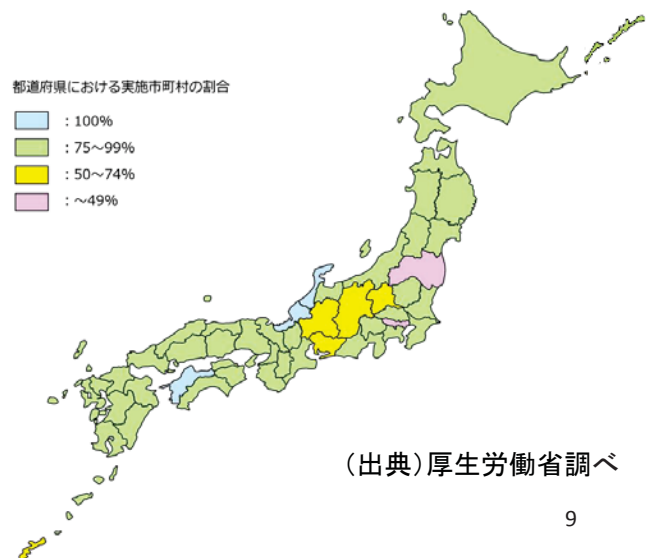 都道府県における実施市町村の割合
：100%
：75～99%
：50～74%
：～49%
（出典）厚生労働省調べ
9